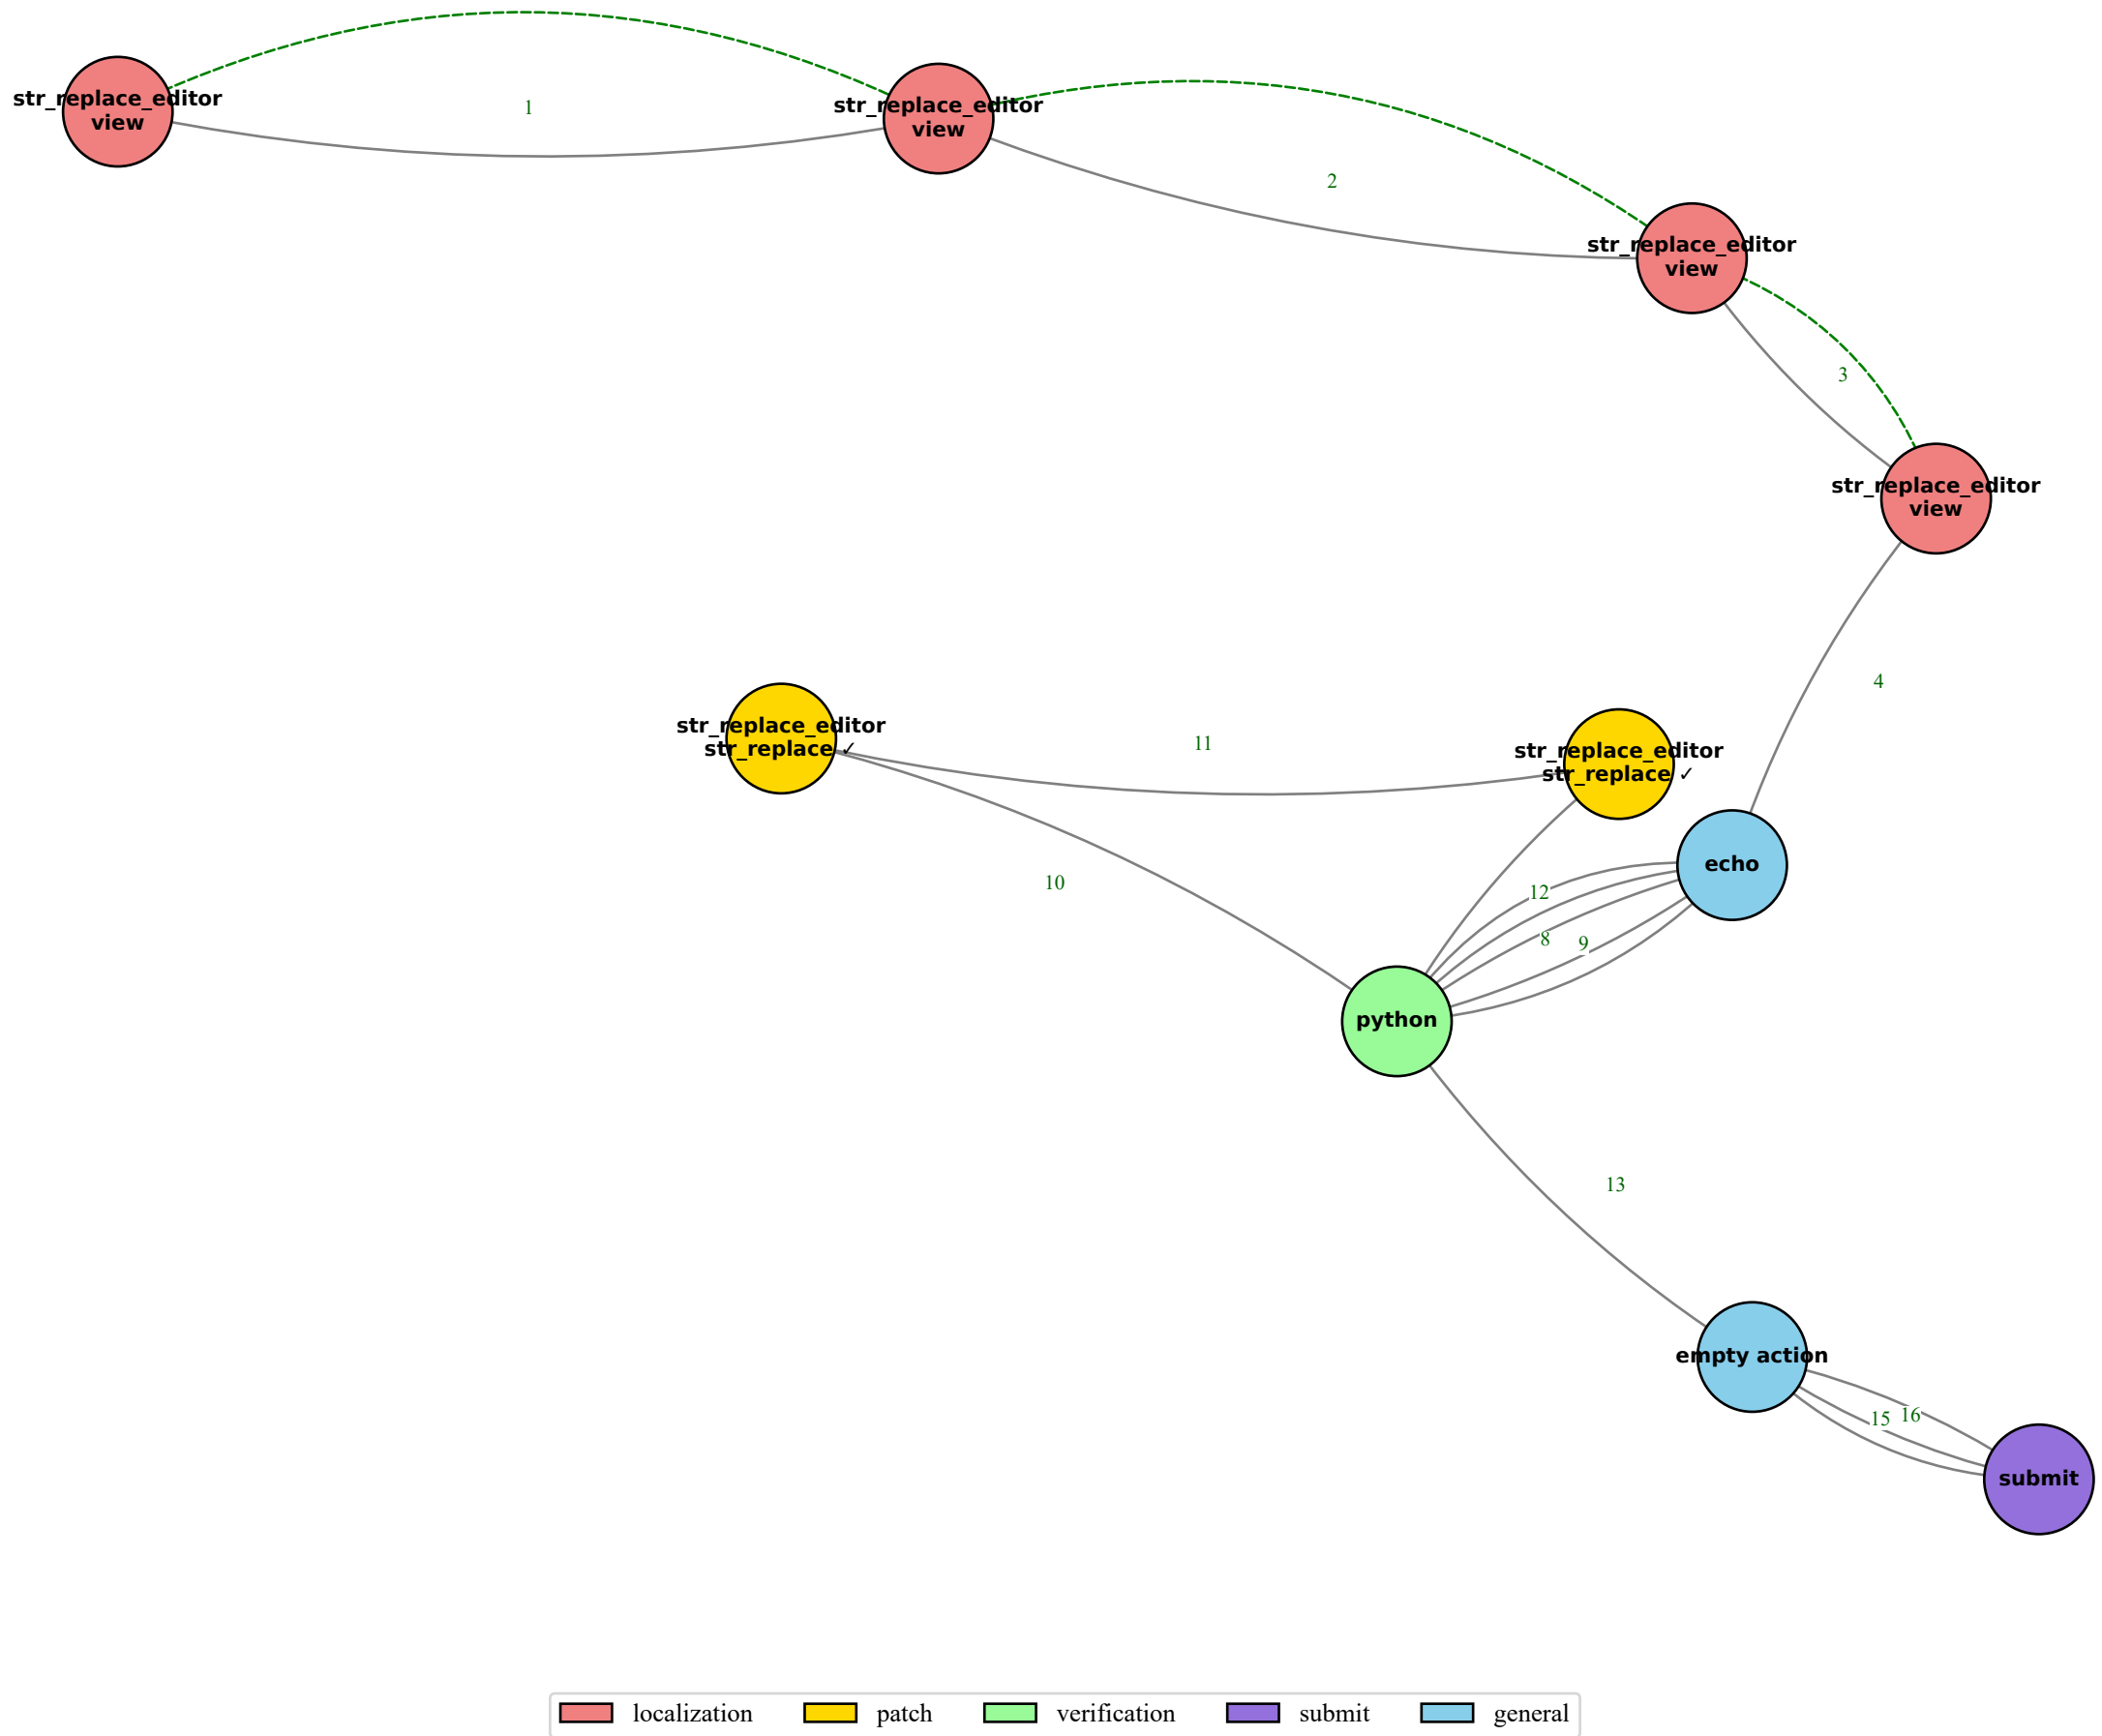 1
str_replace_editor
view
str_replace_editor
view
2
str_replace_editor
view
3
str_replace_editor
view
4
str_replace_editor
str_replace ✓
11
str_replace_editor
str_replace ✓
echo
10
12
8
9
python
13
empty action
15
16
submit
localization
patch
verification
submit
general